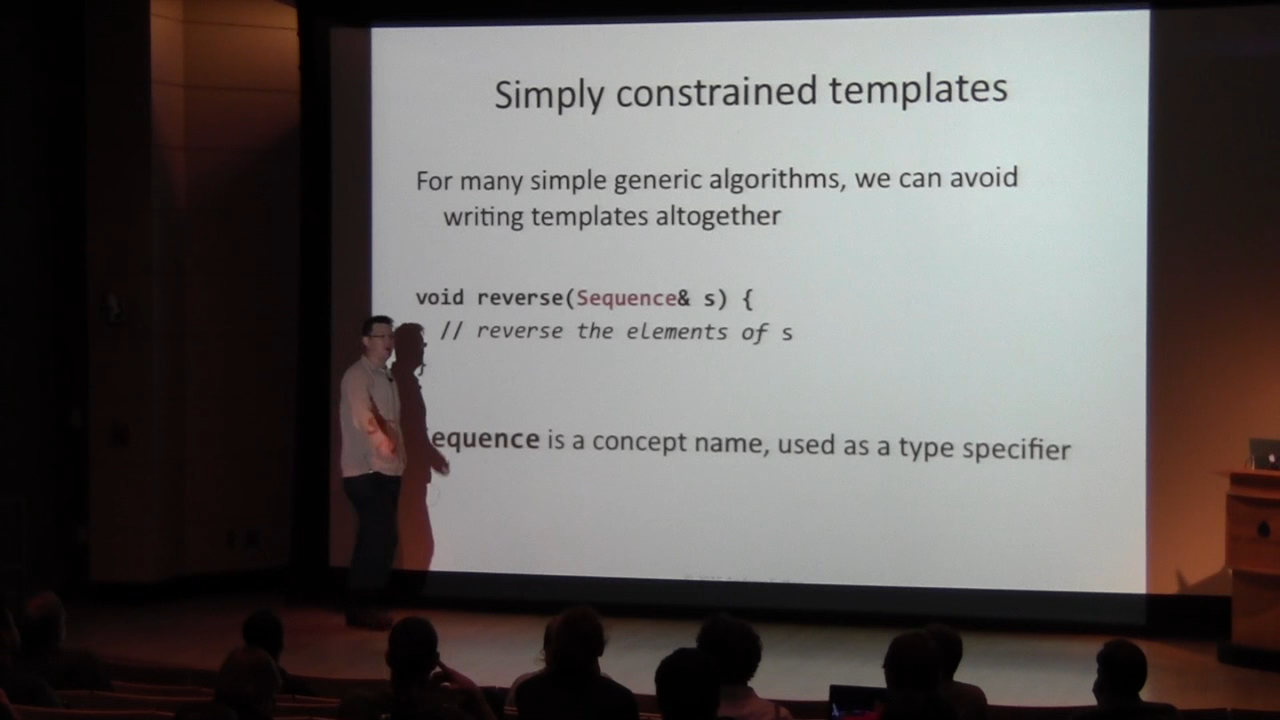 Simply constrained templates
For many simple generic algorithms, we can avoid
writing templates altogether
void reverse(Sequence& s) {
// reverse the elements of s
equence is a concept name, used as a type specifier